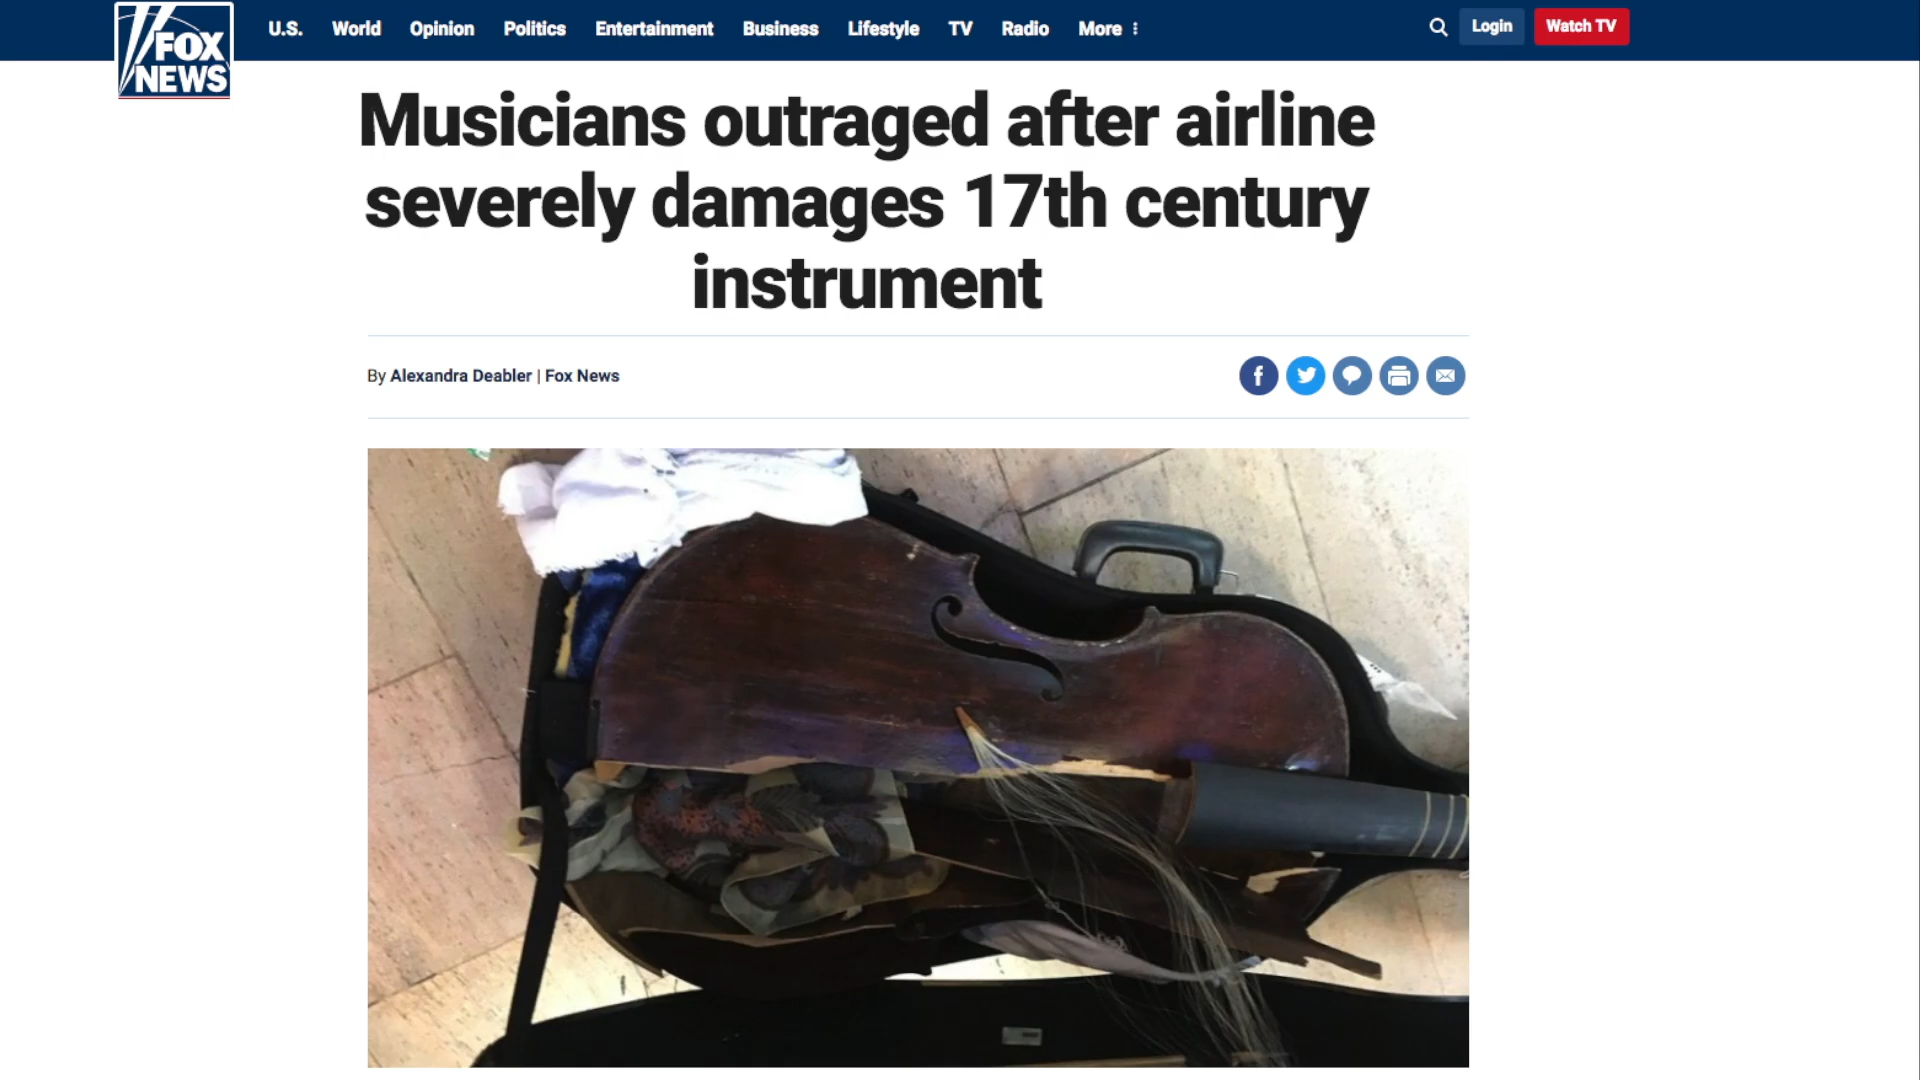 FOX
NEWS
U.S. World Opinion Politics Entertainment Business Lifestyle TV Radio More Login Watch TV
Musicians outraged after airline
severely damages 17th century
instrument
By Alexandra Deabler | Fox News